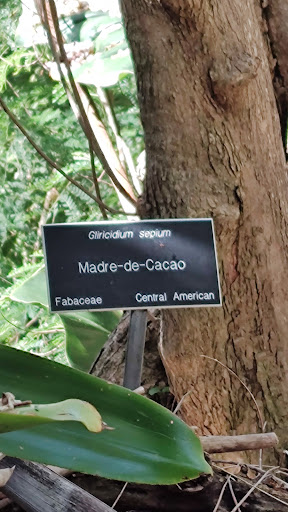 Gliricidium sepium
Madre-de-Cacao
Fabaceae Central American